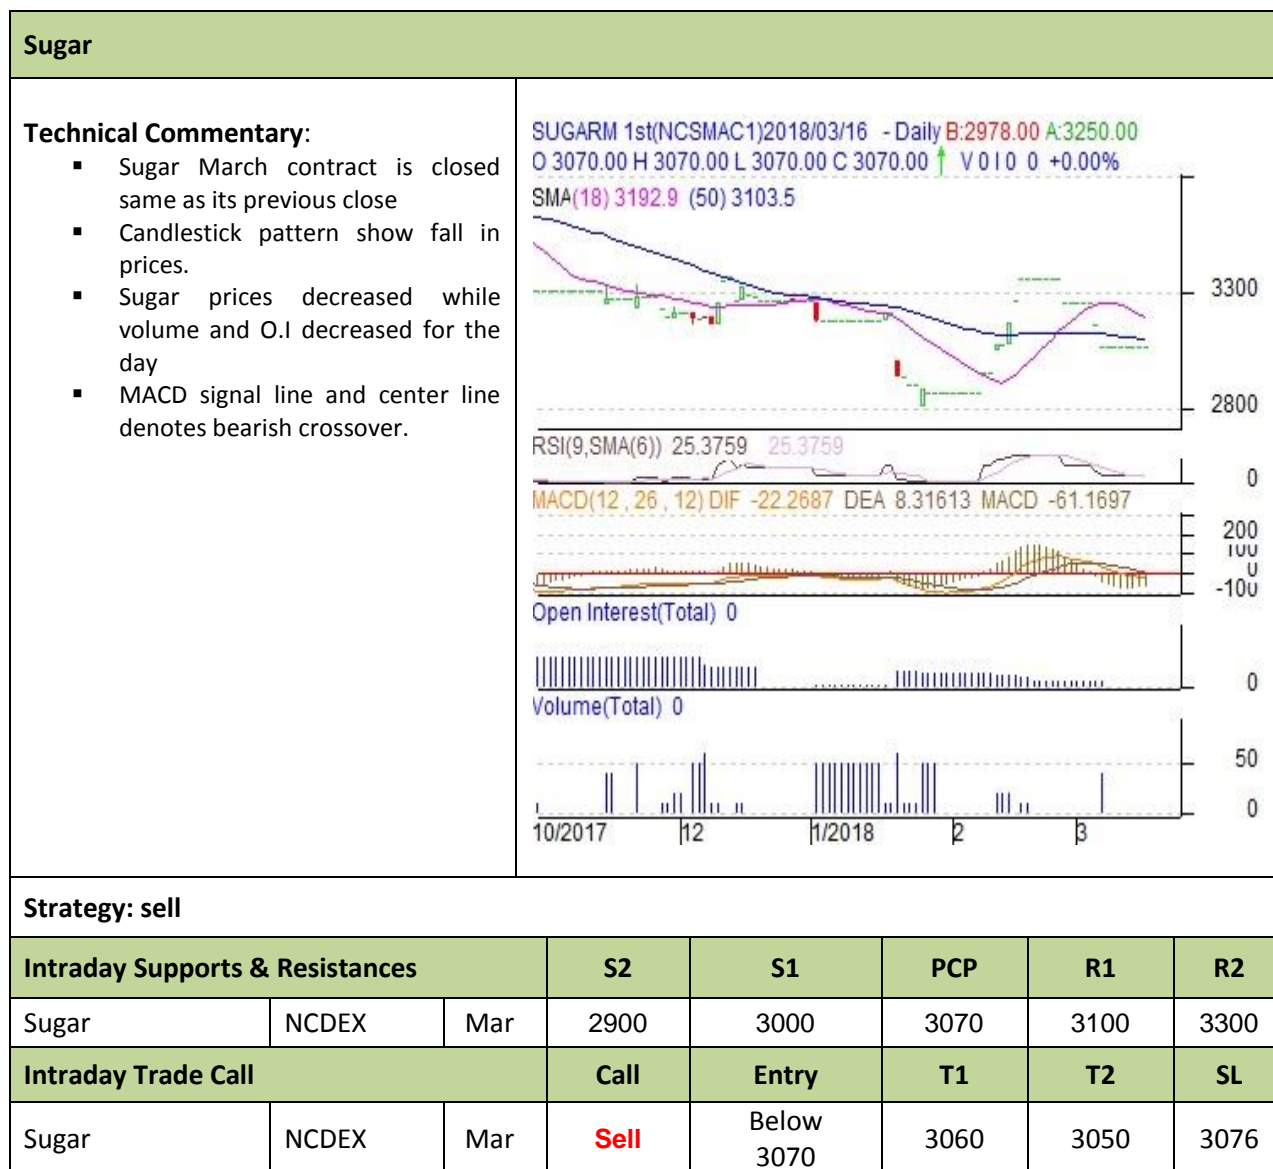 Sugar
Technical Commentary:
▪ Sugar March contract is closed
same as its previous close
▪ Candlestick pattern show fall in
prices.
▪ Sugar prices decreased while
volume and O.I decreased for the
day
▪ MACD signal line and center line
denotes bearish crossover.
SUGARM 1st(NCSMAC1)2018/03/16 - Daily B:2978.00 A:3250.00
O 3070.00 H 3070.00 L 3070.00 C 3070.00 V 0 I 0 0 +0.00%
SMA(18) 3192.9 (50) 3103.5
3300
2800
RSI(9,SMA(6)) 25.3759 25.3759
0
MACD(12 , 26 , 12) DIF -22.2687 DEA 8.31613 MACD -61.1697
200
100
0
-100
Open Interest(Total) 0
0
Volume(Total) 0
50
0
10/2017 12 1/2018 2 3
Strategy: sell
Intraday Supports & Resistances S2 S1 PCP R1 R2
Sugar NCDEX Mar 2900 3000 3070 3100 3300
Intraday Trade Call Call Entry T1 T2 SL
Sugar NCDEX Mar Sell Below 3060 3050 3076
3070